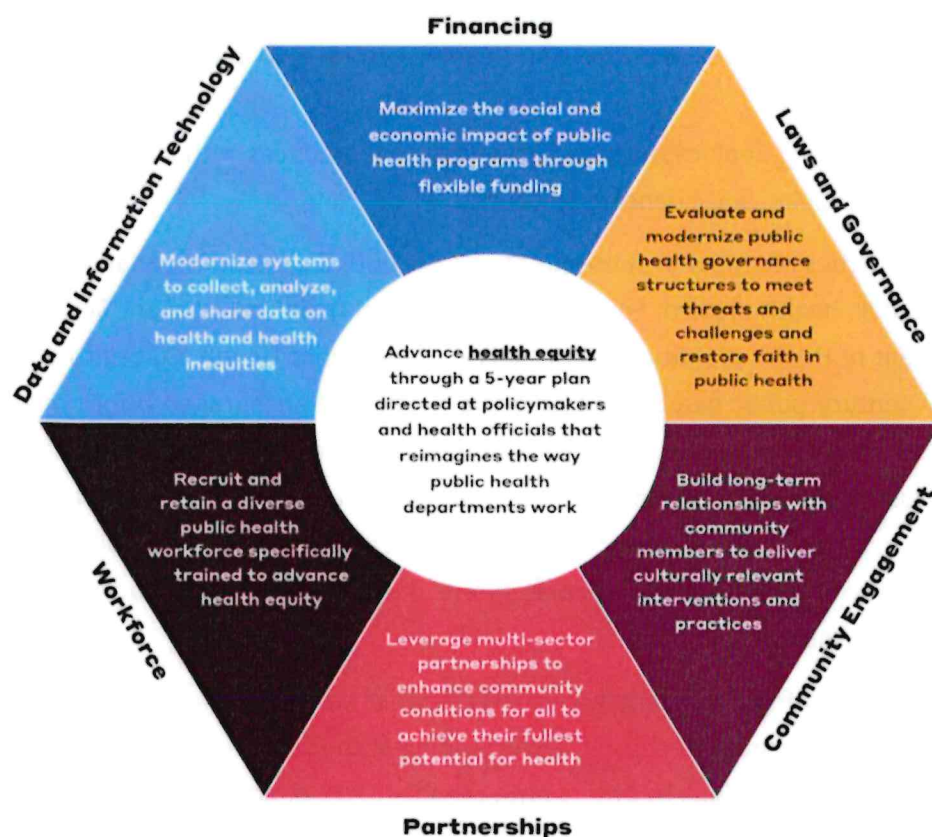 Financing
Maximize the social and
economic impact of public
health programs through
flexible funding
Laws and Governance
Evaluate and
modernize public
health governance
structures to meet
threats and
challenges and
restore faith in
public health
Community Engagement
Build long-term
relationships with
community
members to deliver
culturally relevant
interventions and
practices
Partnerships
Leverage multi-sector
partnerships to
enhance community
conditions for all to
achieve their fullest
potential for health
Workforce
Recruit and
retain a diverse
public health
workforce specifically
trained to advance
health equity
Data and Information Technology
Modernize systems
to collect, analyze,
and share data on
health and health
inequities
Advance health equity
through a 5-year plan
directed at policymakers
and health officials that
reimagines the way
public health
departments work